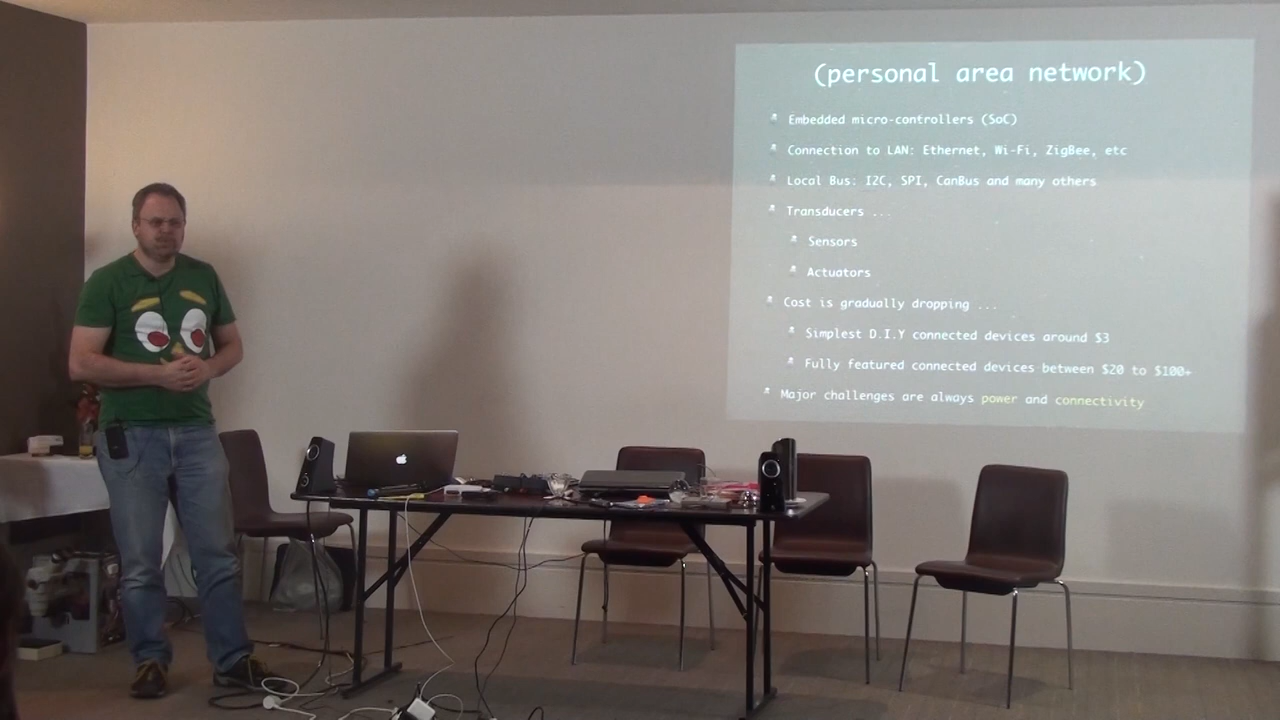 (personal area network)
Embedded micro-controllers (SoC)
Connection to LAN: Ethernet, Wi-Fi, ZigBee, etc
Local Bus: I2C, SPI, CanBus and many others
Transducers ...
Sensors
Actuators
Cost is gradually dropping ...
Simplest D.I.Y connected devices around $3
Fully featured connected devices between $20 to $100+
Major challenges are always power and connectivity